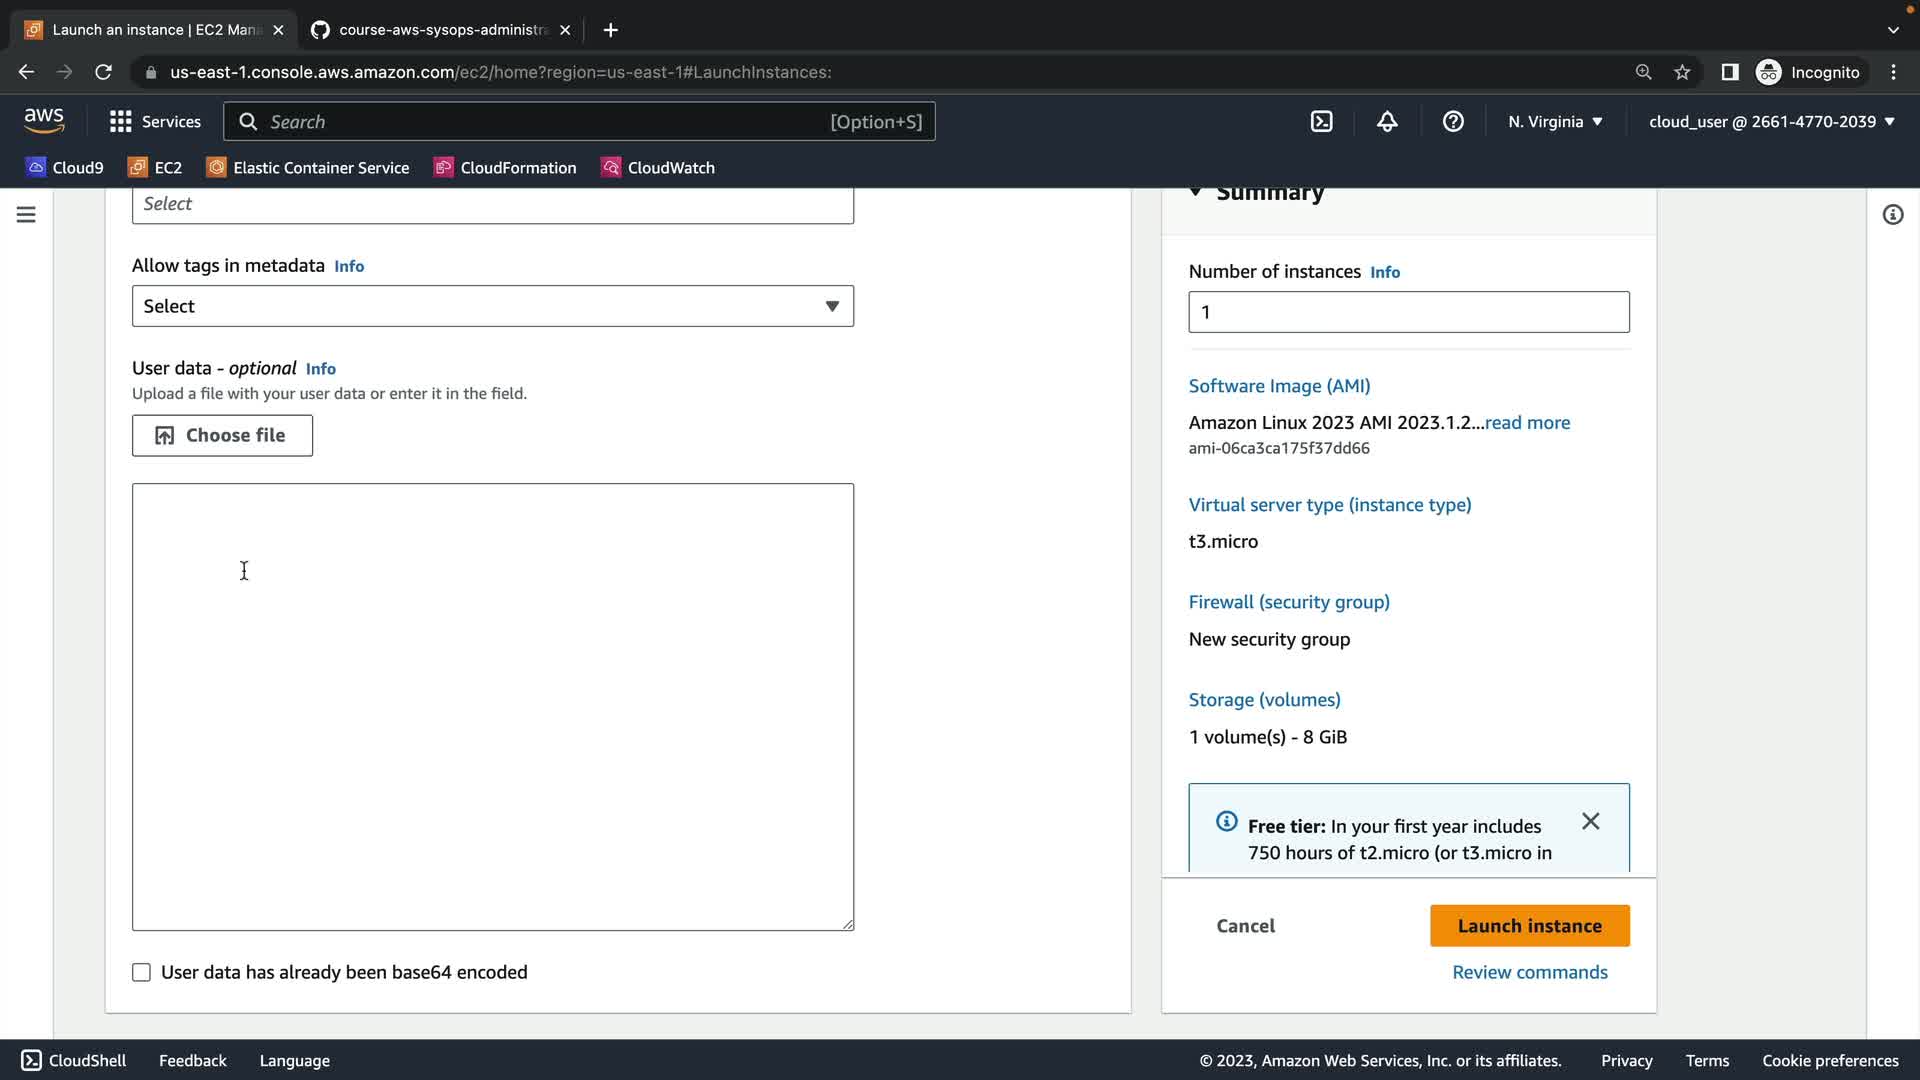 Launch an instance | EC2 Mana
course-aws-sysops-administra
us-east-1.console.aws.amazon.com/ec2/home?region=us-east-1#LaunchInstances:
Incognito
aws
Services
Search
[Option+S]
N. Virginia
cloud_user @ 2661-4770-2039
Cloud9
EC2
Elastic Container Service
CloudFormation
CloudWatch
Select
Allow tags in metadata Info
Select
User data - optional Info
Upload a file with your user data or enter it in the field.
Choose file
User data has already been base64 encoded
Summary
Number of instances Info
1
Software Image (AMI)
Amazon Linux 2023 AMI 2023.1.2...read more
ami-06ca3ca175f37dd66
Virtual server type (instance type)
t3.micro
Firewall (security group)
New security group
Storage (volumes)
1 volume(s) - 8 GiB
Free tier: In your first year includes
750 hours of t2.micro (or t3.micro in
Cancel
Launch instance
Review commands
CloudShell
Feedback
Language
© 2023, Amazon Web Services, Inc. or its affiliates.
Privacy
Terms
Cookie preferences